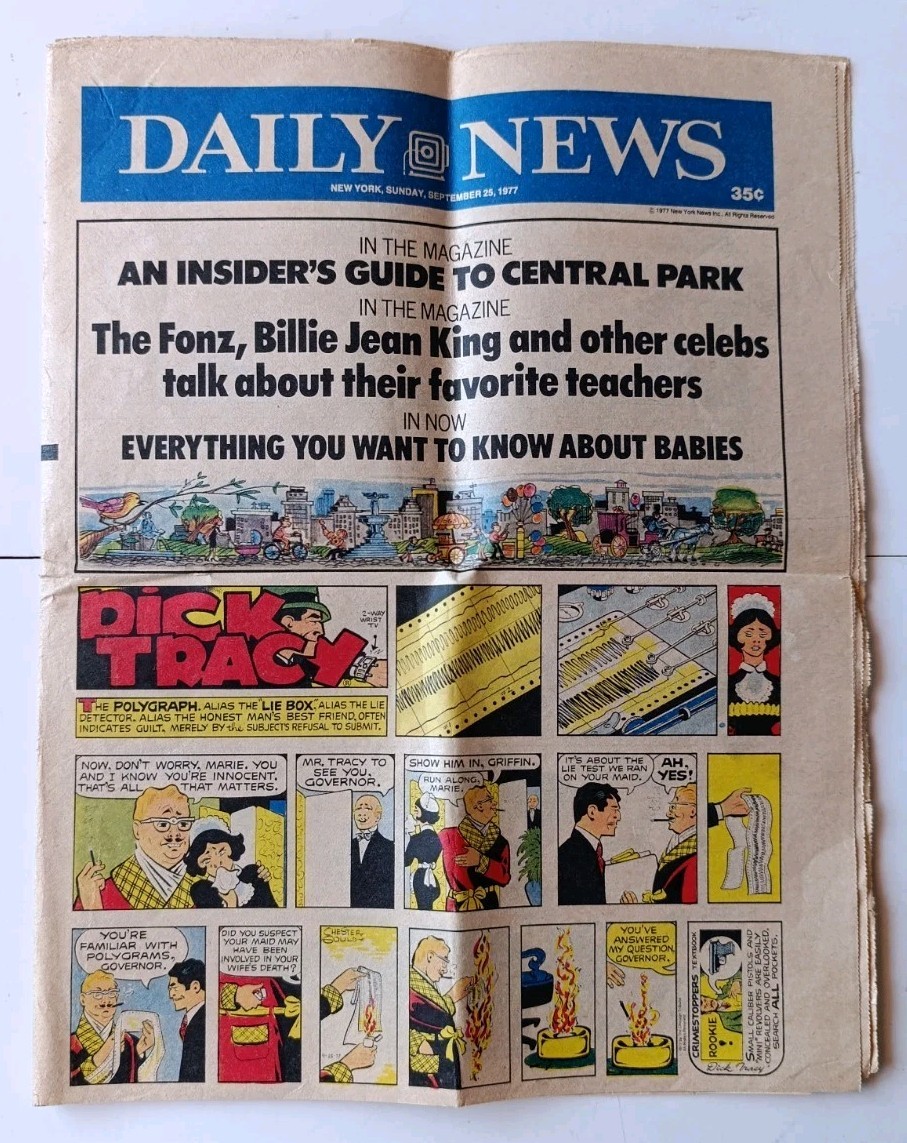 DAILY NEWS
NEW YORK, SUNDAY, SEPTEMBER 25, 1977
35¢
© 1977 New York News Inc., All Rights Reserved
IN THE MAGAZINE
AN INSIDER'S GUIDE TO CENTRAL PARK
IN THE MAGAZINE
The Fonz, Billie Jean King and other celebs
talk about their favorite teachers
IN NOW
EVERYTHING YOU WANT TO KNOW ABOUT BABIES
DICK
TRACY
2-WAY
WRIST
TV
THE POLYGRAPH. ALIAS THE "LIE BOX." ALIAS THE LIE
DETECTOR. ALIAS THE HONEST MAN'S BEST FRIEND, OFTEN
INDICATES GUILT, MERELY BY the SUBJECT'S REFUSAL TO SUBMIT.
NOW, DON'T WORRY, MARIE. YOU
AND I KNOW YOU'RE INNOCENT.
THAT'S ALL THAT MATTERS.
MR. TRACY TO
SEE YOU,
GOVERNOR.
SHOW HIM IN, GRIFFIN.
RUN ALONG,
MARIE.
IT'S ABOUT THE
LIE TEST WE RAN
ON YOUR MAID.
AH,
YES!
YOU'RE
FAMILIAR WITH
POLYGRAMS,
GOVERNOR.
DID YOU SUSPECT
YOUR MAID MAY
HAVE BEEN
INVOLVED IN YOUR
WIFE'S DEATH?
CHESTER
GOULD
YOU'VE
ANSWERED
MY QUESTION,
GOVERNOR.
CRIMESTOPPERS TEXTBOOK
ROOKIE!
SMALL CALIBER PISTOLS AND
"MINI" REVOLVERS ARE EASILY
CONCEALED AND OVERLOOKED.
SEARCH ALL POCKETS.
Dick Tracy